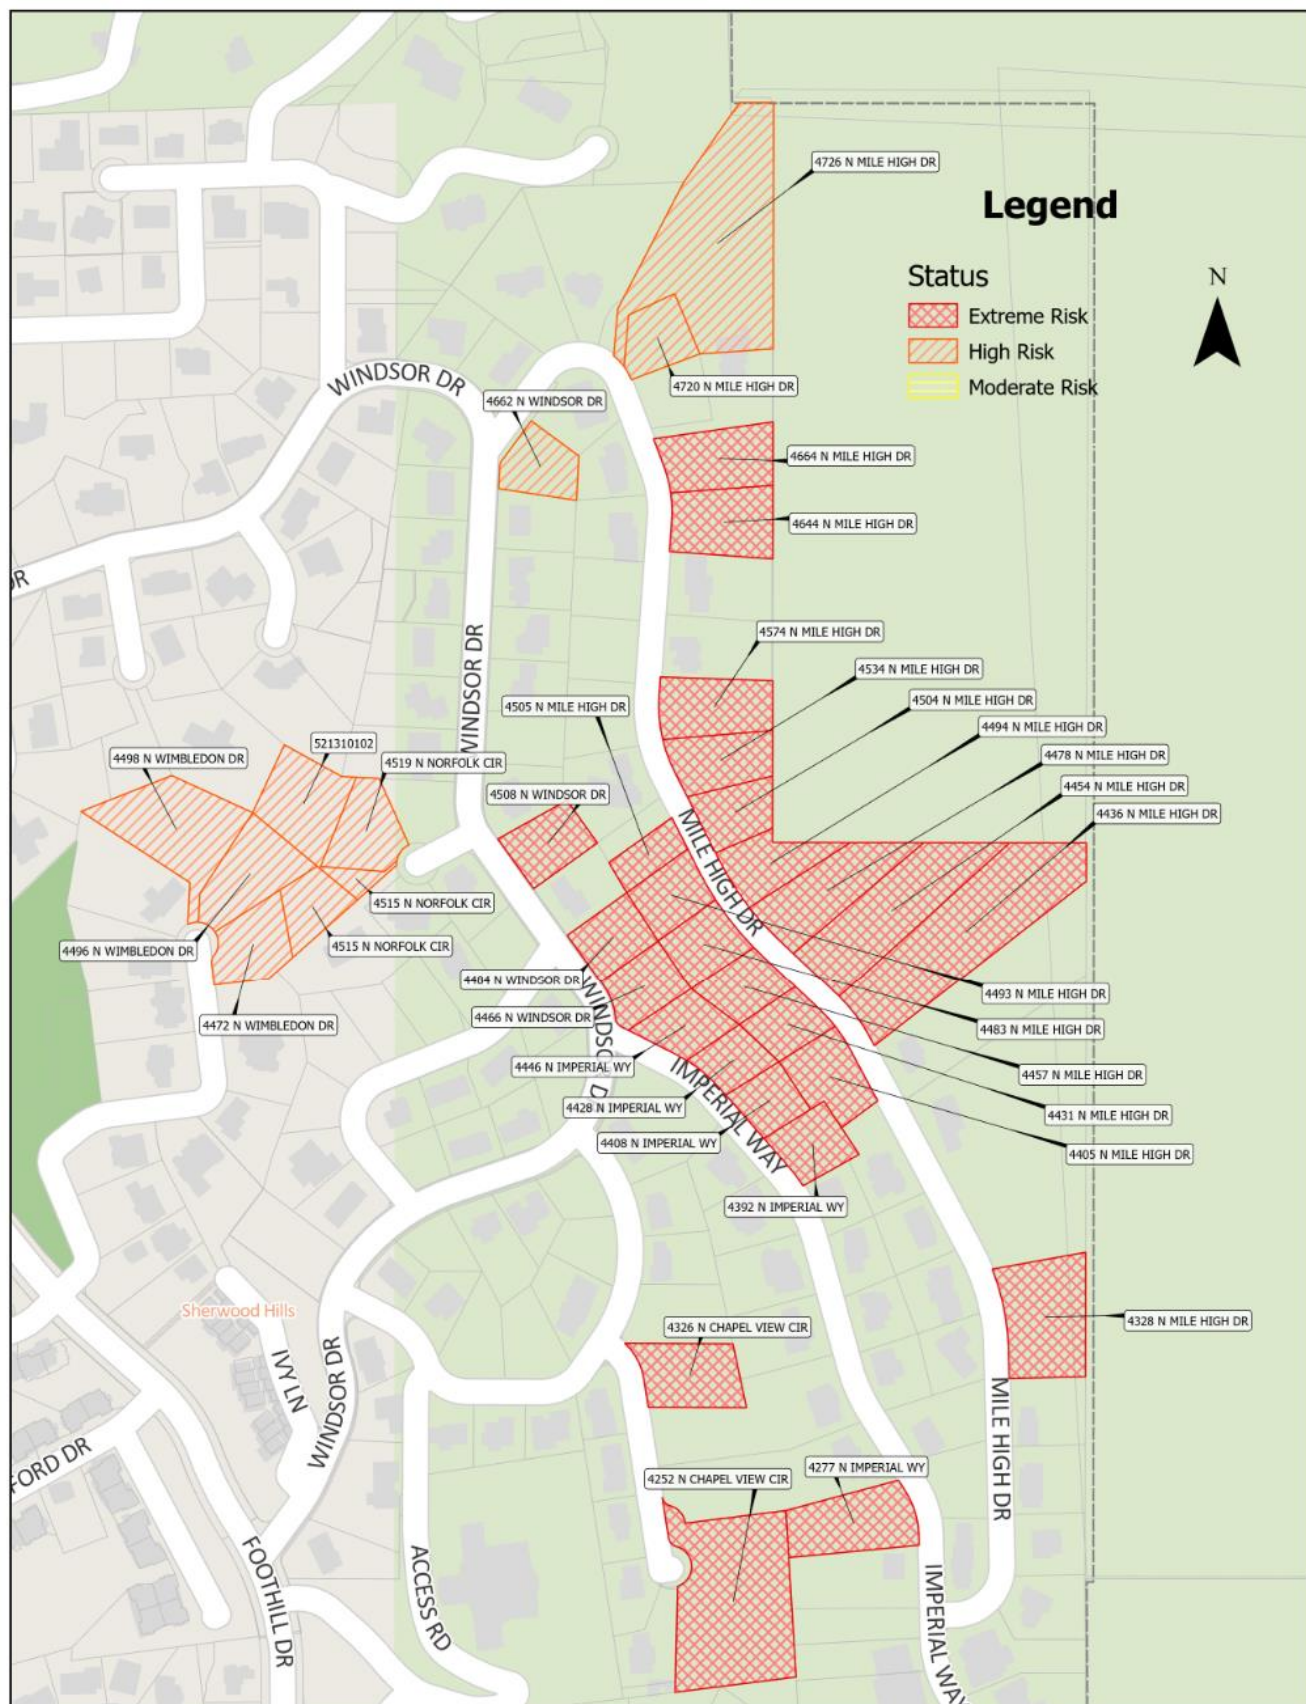 4726 N MILE HIGH DR
Legend
Status
N
Extreme Risk
High Risk
Moderate Risk
WINDSOR DR
4720 N MILE HIGH DR
4662 N WINDSOR DR
4664 N MILE HIGH DR
4644 N MILE HIGH DR
DR
WINDSOR DR
4574 N MILE HIGH DR
4534 N MILE HIGH DR
4505 N MILE HIGH DR
4504 N MILE HIGH DR
4494 N MILE HIGH DR
521310102
4498 N WIMBLEDON DR
4519 N NORFOLK CIR
4478 N MILE HIGH DR
4454 N MILE HIGH DR
4508 N WINDSOR DR
4436 N MILE HIGH DR
MILE HIGH DR
4515 N NORFOLK CIR
4515 N NORFOLK CIR
4496 N WIMBLEDON DR
4484 N WINDSOR DR
4493 N MILE HIGH DR
4466 N WINDSOR DR
WINDSOR D
4472 N WIMBLEDON DR
4483 N MILE HIGH DR
4446 N IMPERIAL WY
IMPERIAL WAY
4457 N MILE HIGH DR
4428 N IMPERIAL WY
4431 N MILE HIGH DR
4408 N IMPERIAL WY
4405 N MILE HIGH DR
4392 N IMPERIAL WY
Sherwood Hills
4326 N CHAPEL VIEW CIR
4328 N MILE HIGH DR
IVY LN
WINDSOR DR
MILE HIGH DR
FORD DR
4277 N IMPERIAL WY
4252 N CHAPEL VIEW CIR
FOOTHILL DR
ACCESS RD
IMPERIAL WAY